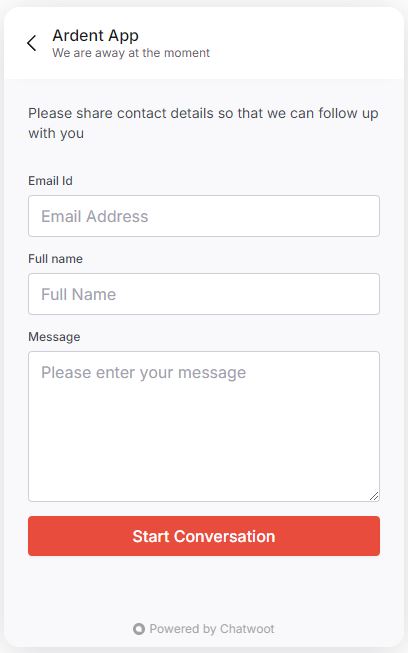 Ardent App
We are away at the moment
Please share contact details so that we can follow up
with you
Email Id
Email Address
Full name
Full Name
Message
Please enter your message
Start Conversation
Powered by Chatwoot